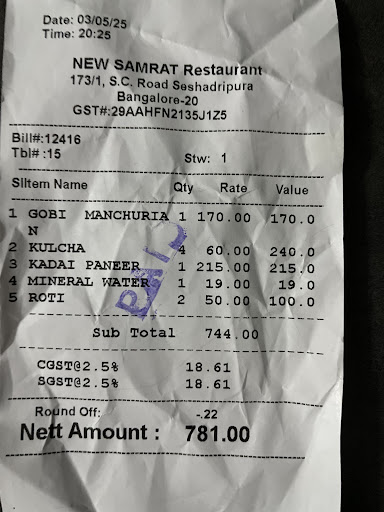 Date: 03/05/25
Time: 20:25
NEW SAMRAT Restaurant
173/1, S.C. Road Seshadripura
Bangalore-20
GST#:29AAHFN2135J1Z5
Bill#:12416
Tbl# :15 Stw: 1
SlItem Name Qty Rate Value
1 GOBI MANCHURIA 1 170.00 170.0
N
2 KULCHA 4 60.00 240.0
3 KADAI PANEER 1 215.00 215.0
4 MINERAL WATER 1 19.00 19.0
5 ROTI 2 50.00 100.0
Sub Total 744.00
CGST@2.5% 18.61
SGST@2.5% 18.61
Round Off: -.22
Nett Amount : 781.00